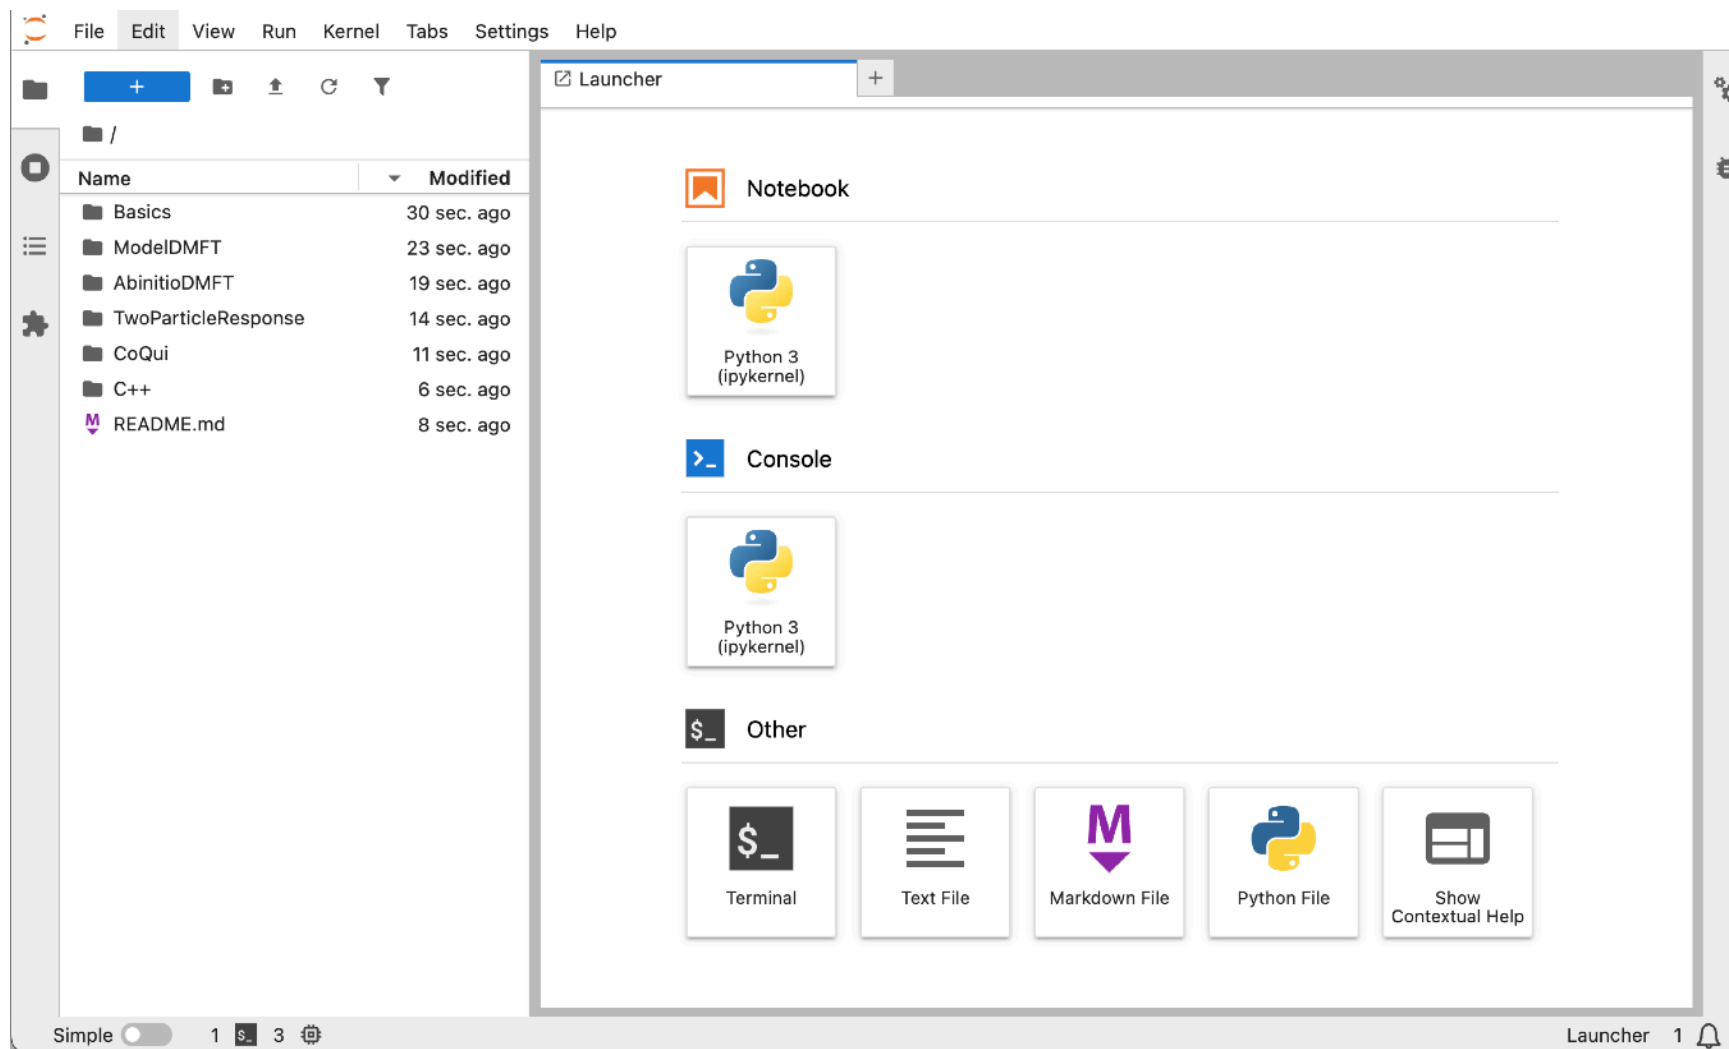 File Edit View Run Kernel Tabs Settings Help
+
/
Name Modified
Basics 30 sec. ago
ModelDMFT 23 sec. ago
AbinitioDMFT 19 sec. ago
TwoParticleResponse 14 sec. ago
CoQui 11 sec. ago
C++ 6 sec. ago
M README.md 8 sec. ago
Launcher +
Notebook
Python 3
(ipykernel)
>_ Console
Python 3
(ipykernel)
$_ Other
$_
Terminal
Text File
M
Markdown File
Python File
Show
Contextual Help
Simple 1 $_ 3 Launcher 1